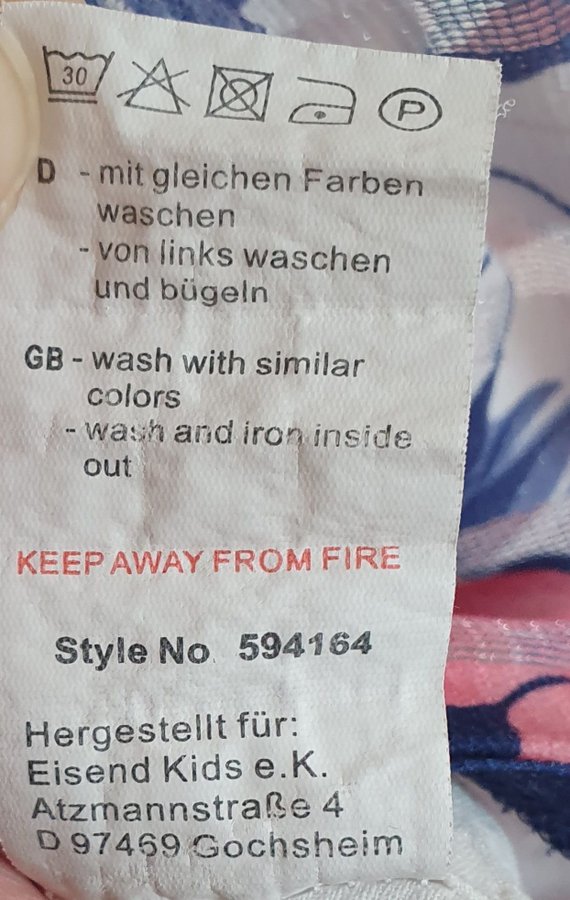 30 P
D - mit gleichen Farben
waschen
- von links waschen
und bügeln
GB - wash with similar
colors
- wash and iron inside
out
KEEP AWAY FROM FIRE
Style No 594164
Hergestellt für:
Eisend Kids e.K.
Atzmannstraße 4
D 97469 Gochsheim